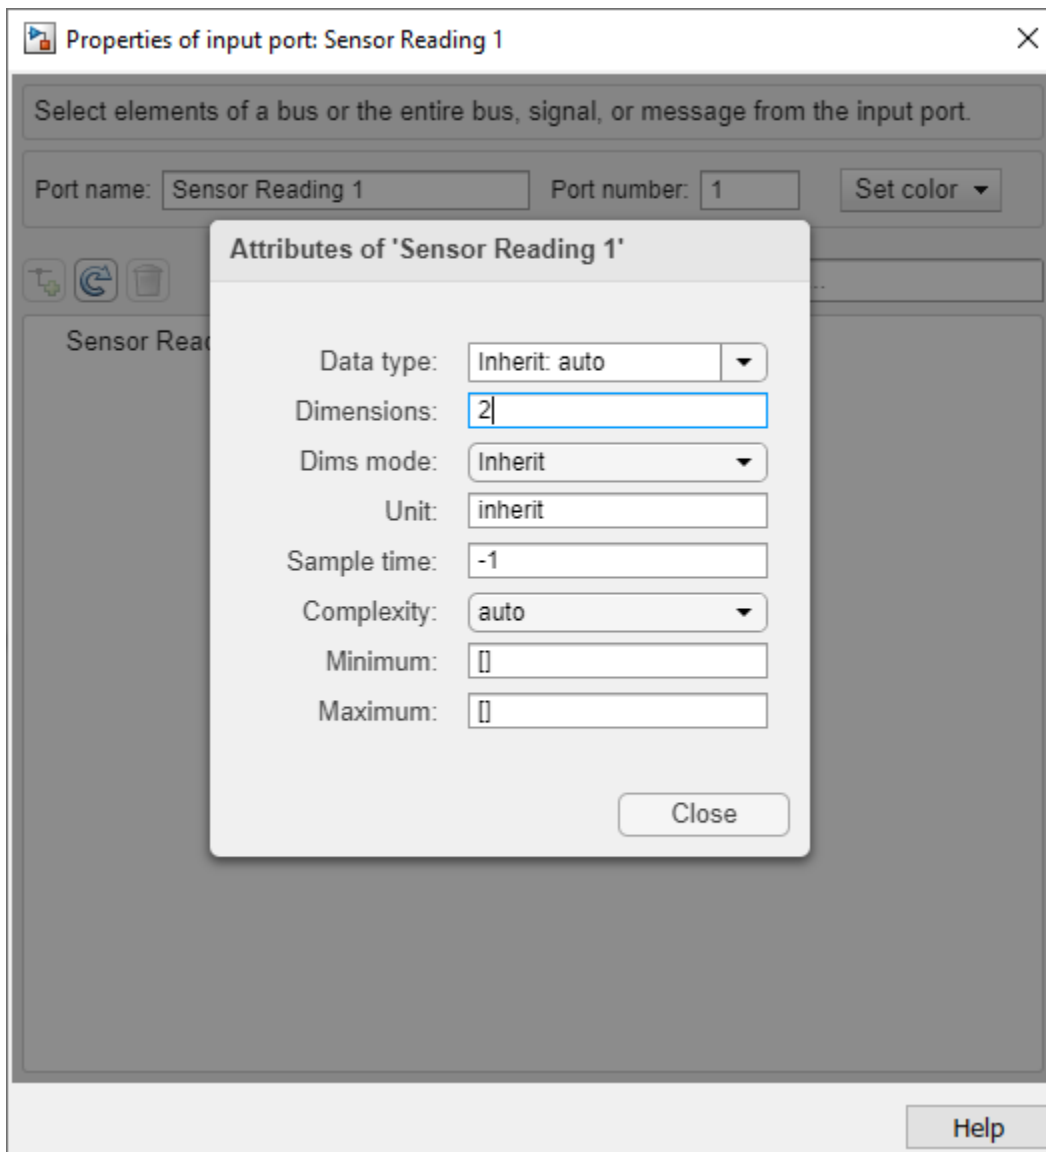 Properties of input port: Sensor Reading 1
Select elements of a bus or the entire bus, signal, or message from the input port.
Port name: Sensor Reading 1 Port number: 1 Set color
Attributes of 'Sensor Reading 1'
..
Sensor
Data type: Inherit: auto
Dimensions: 2
Dims mode: Inherit
Unit: inherit
Sample time: -1
Complexity: auto
Minimum: []
Maximum: []
Close
Help